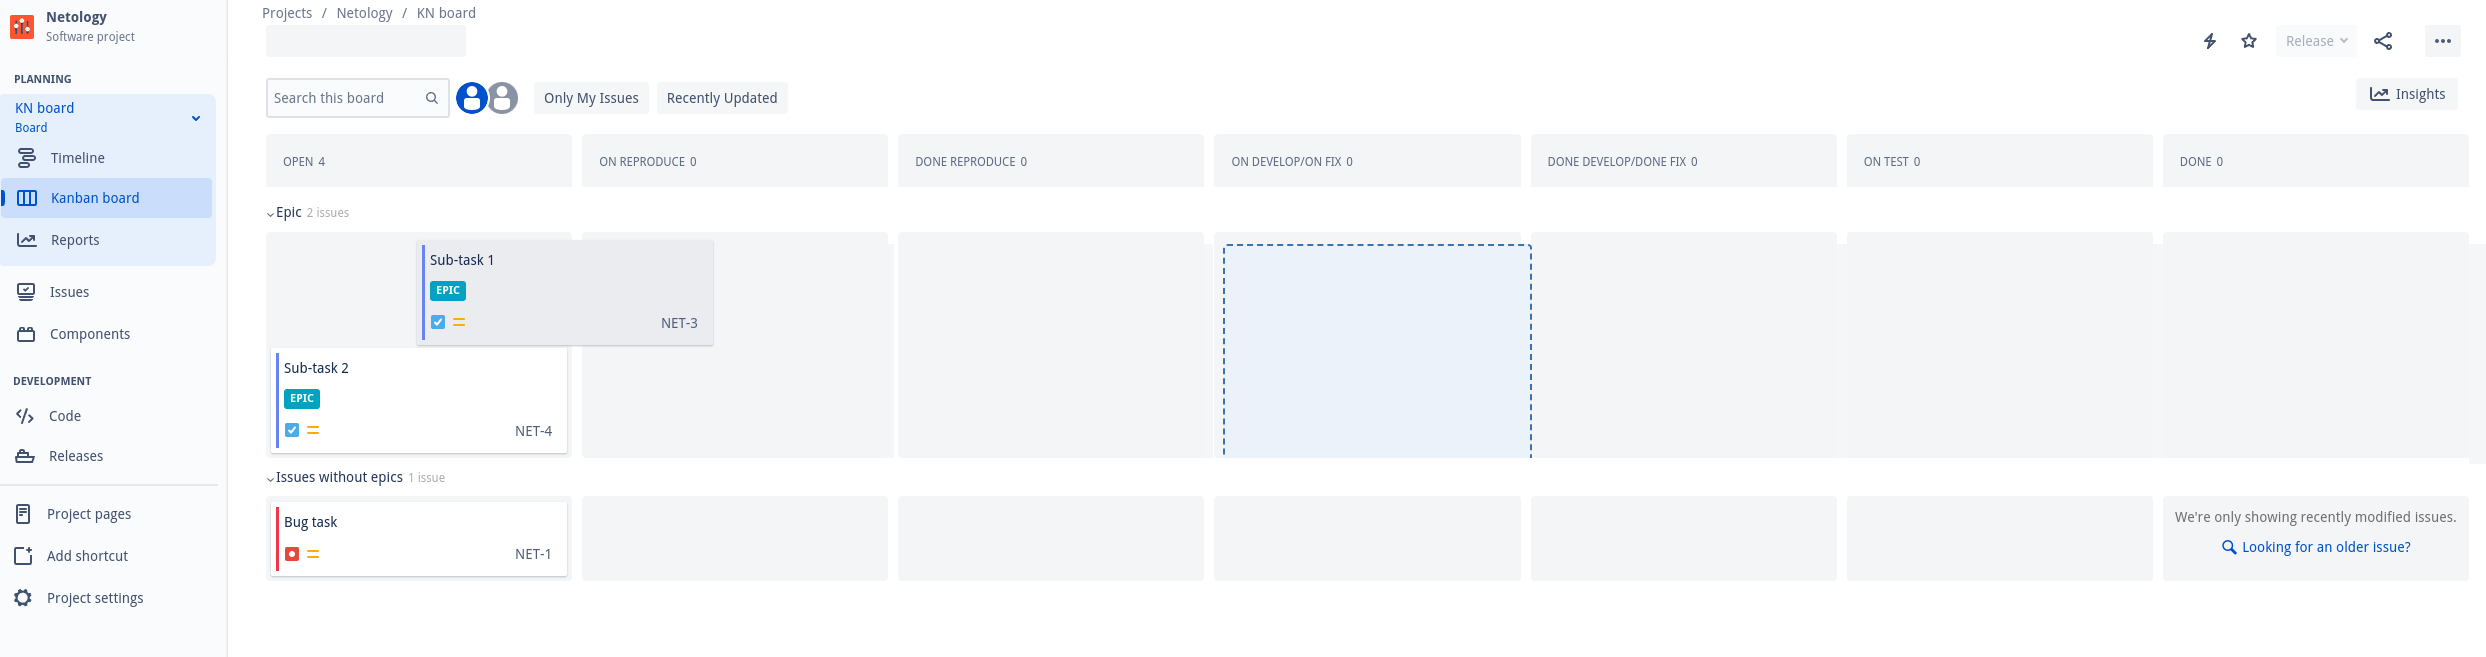 Netology
Software project
PLANNING
KN board
Board
Timeline
Kanban board
Reports
Issues
Components
DEVELOPMENT
Code
Releases
Project pages
Add shortcut
Project settings
Projects / Netology / KN board
Release
Search this board
Only My Issues
Recently Updated
Insights
OPEN 4
ON REPRODUCE 0
DONE REPRODUCE 0
ON DEVELOP/ON FIX 0
DONE DEVELOP/DONE FIX 0
ON TEST 0
DONE 0
Epic 2 issues
Sub-task 1
EPIC
NET-3
Sub-task 2
EPIC
NET-4
Issues without epics 1 issue
Bug task
NET-1
We're only showing recently modified issues.
Looking for an older issue?